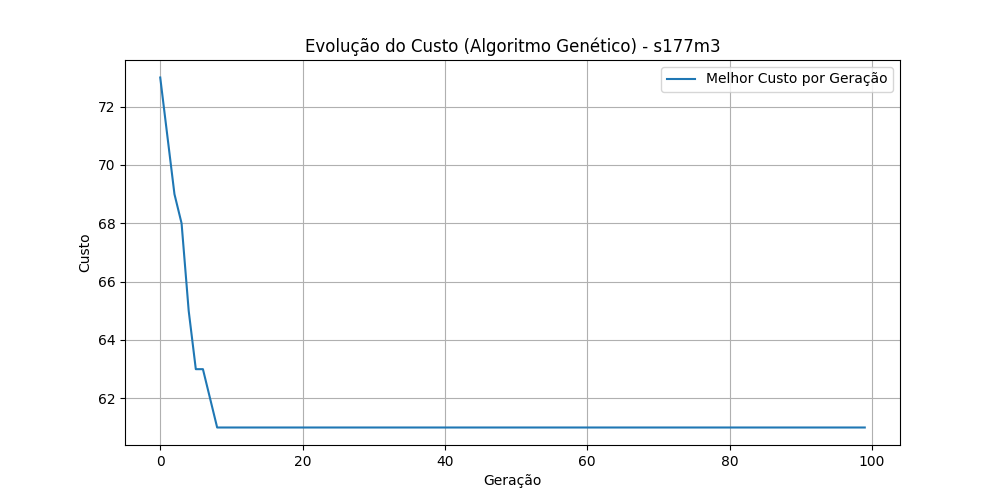 Evolução do Custo (Algoritmo Genético) - s177m3
Melhor Custo por Geração
72
70
68
66
64
62
Custo
0 20 40 60 80 100
Geração